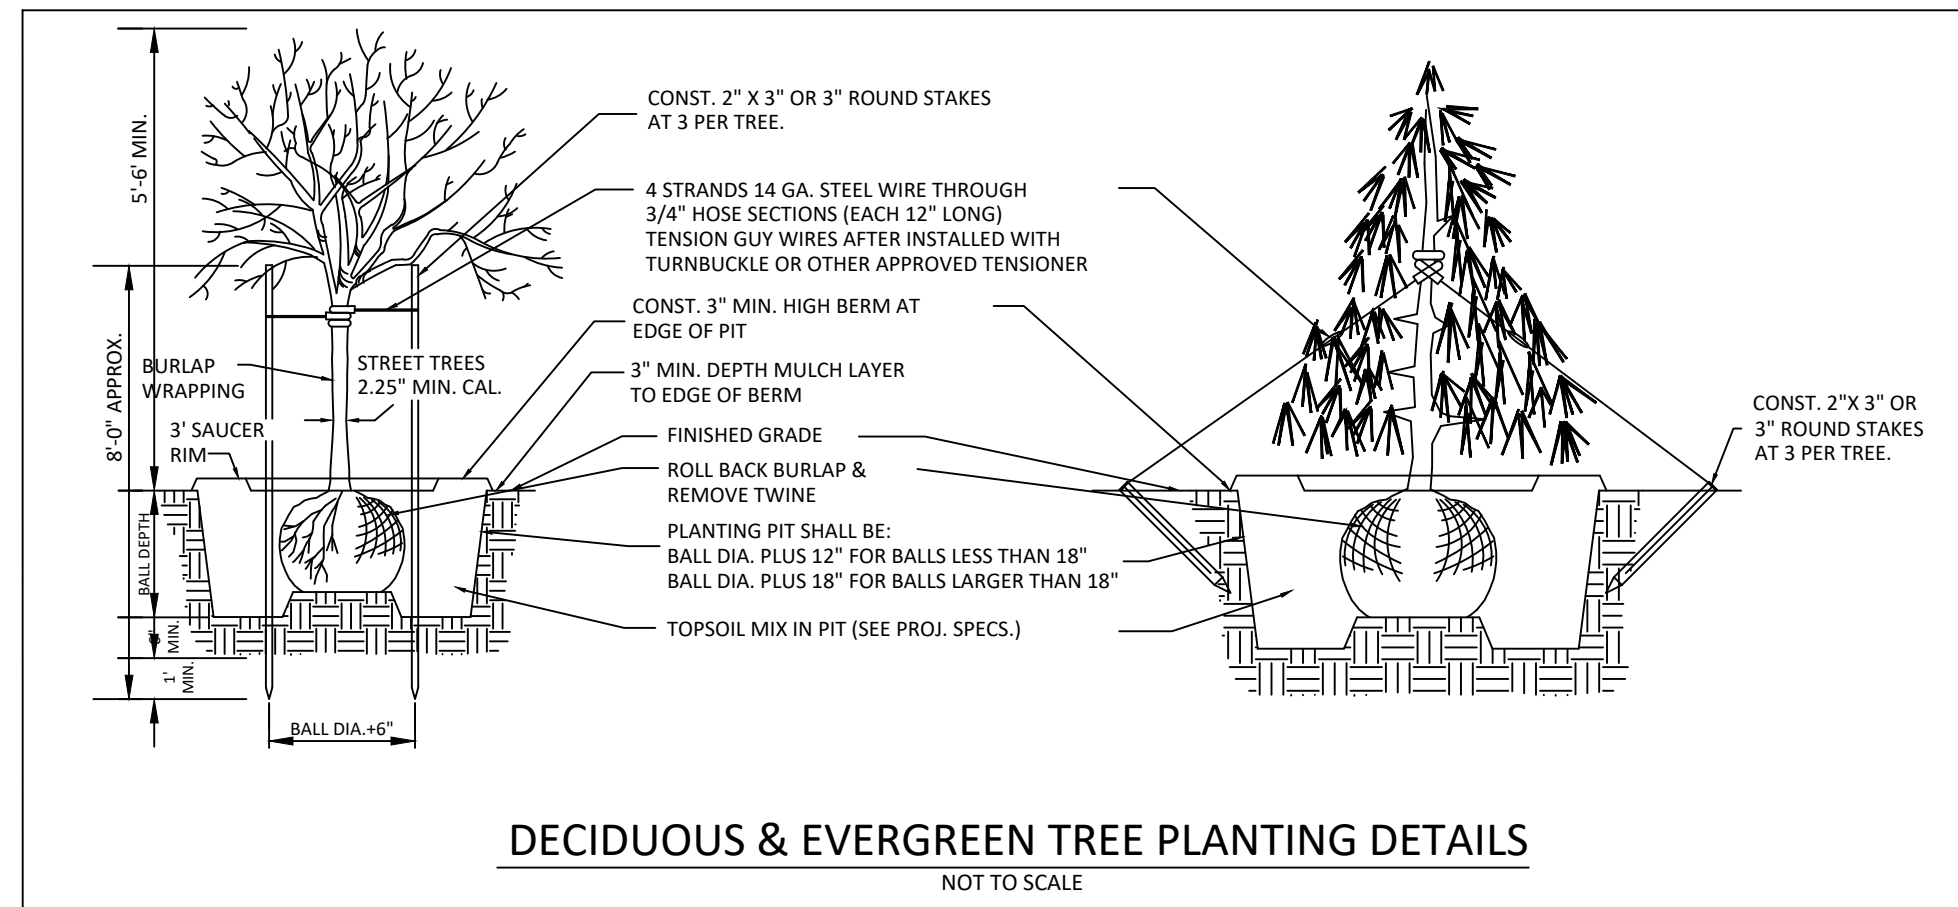 5'-6' MIN.
8'-0" APPROX.
BALL DEPTH
MIN.
1'
MIN.
BURLAP
WRAPPING
STREET TREES
2.25" MIN. CAL.
3' SAUCER
RIM
BALL DIA.+6"
CONST. 2" X 3" OR 3" ROUND STAKES
AT 3 PER TREE.
4 STRANDS 14 GA. STEEL WIRE THROUGH
3/4" HOSE SECTIONS (EACH 12" LONG)
TENSION GUY WIRES AFTER INSTALLED WITH
TURNBUCKLE OR OTHER APPROVED TENSIONER
CONST. 3" MIN. HIGH BERM AT
EDGE OF PIT
3" MIN. DEPTH MULCH LAYER
TO EDGE OF BERM
FINISHED GRADE
ROLL BACK BURLAP &
REMOVE TWINE
PLANTING PIT SHALL BE:
BALL DIA. PLUS 12" FOR BALLS LESS THAN 18"
BALL DIA. PLUS 18" FOR BALLS LARGER THAN 18"
TOPSOIL MIX IN PIT (SEE PROJ. SPECS.)
CONST. 2"X 3" OR
3" ROUND STAKES
AT 3 PER TREE.
DECIDUOUS & EVERGREEN TREE PLANTING DETAILS
NOT TO SCALE